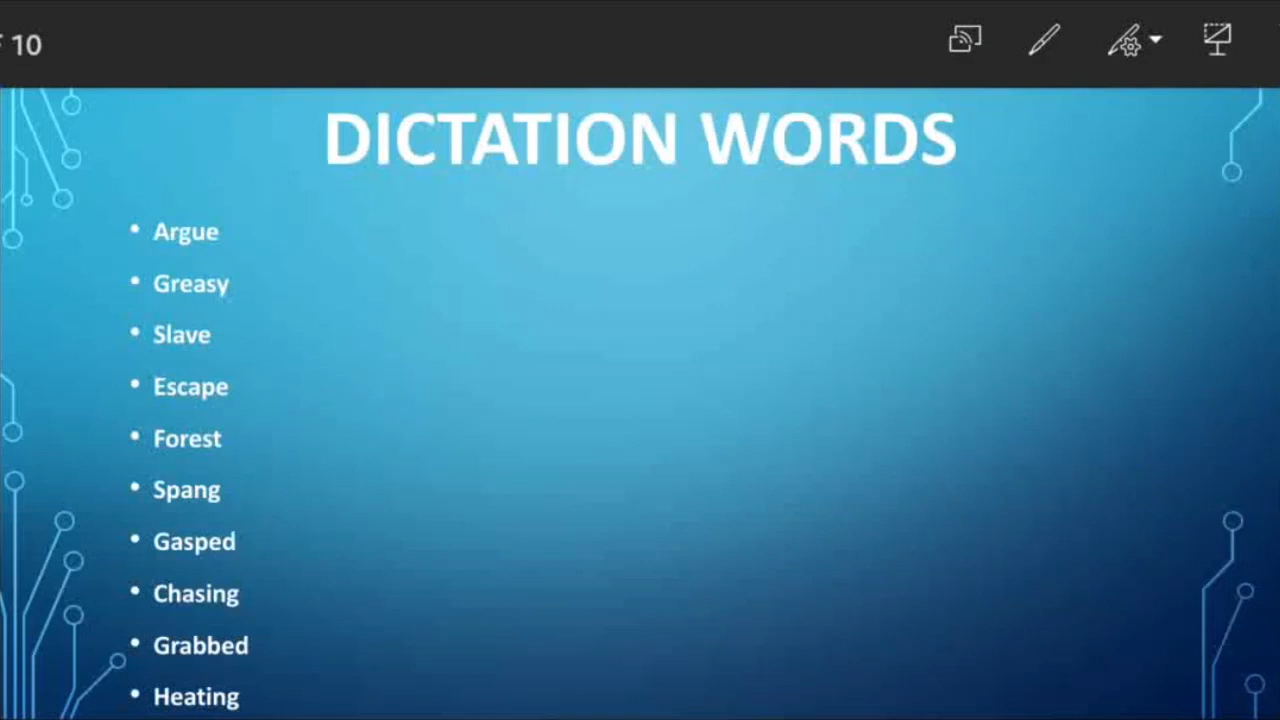 10
DICTATION WORDS
• Argue
• Greasy
• Slave
• Escape
• Forest
• Spang
• Gasped
• Chasing
• Grabbed
• Heating